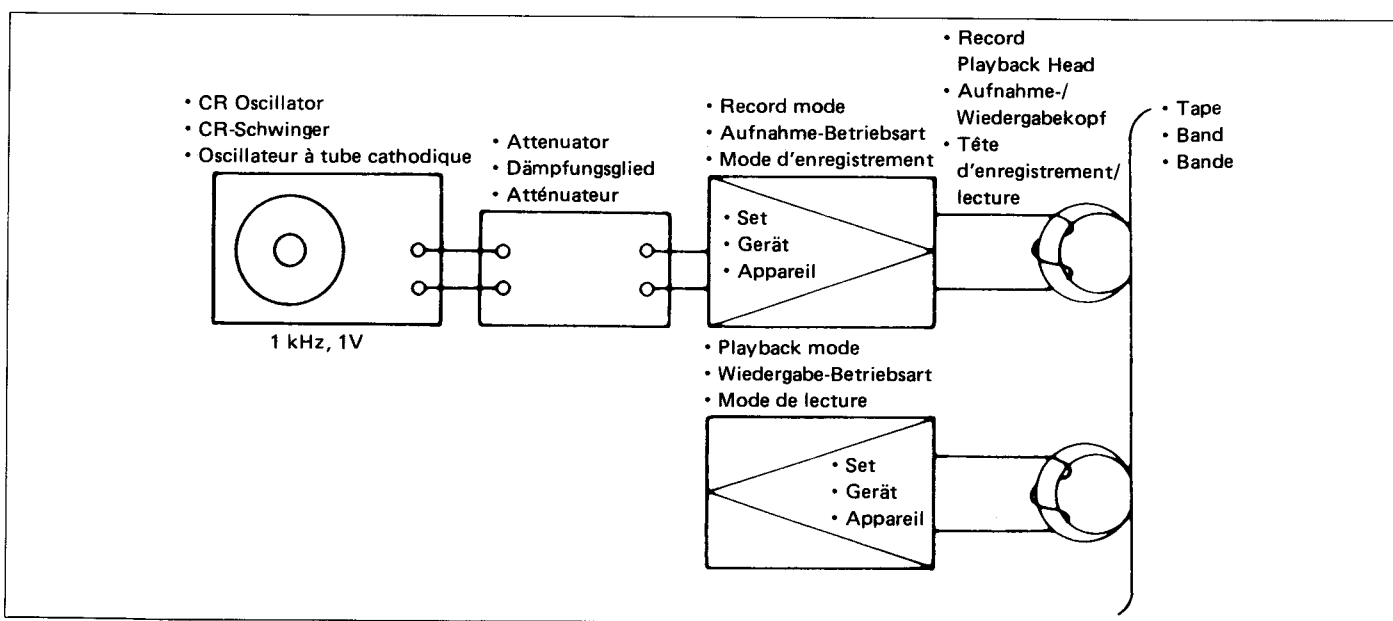 • CR Oscillator
• CR-Schwinger
• Oscillateur à tube cathodique
1 kHz, 1V
• Attenuator
• Dämpfungsglied
• Atténuateur
• Record mode
• Aufnahme-Betriebsart
• Mode d'enregistrement
• Set
• Gerät
• Appareil
• Record
Playback Head
• Aufnahme-/
Wiedergabekopf
• Tête
d'enregistrement/
lecture
• Tape
• Band
• Bande
• Playback mode
• Wiedergabe-Betriebsart
• Mode de lecture
• Set
• Gerät
• Appareil